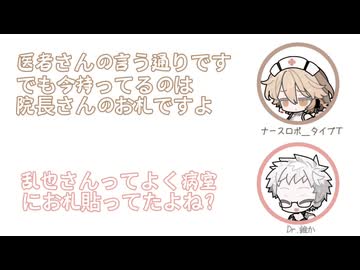 医者さんの言う通りです
でも今持ってるのは
院長さんのお札ですよ
ナースロボ＿タイプT
乱也さんってよく病室
にお札貼ってたよね?
Dr.雑か